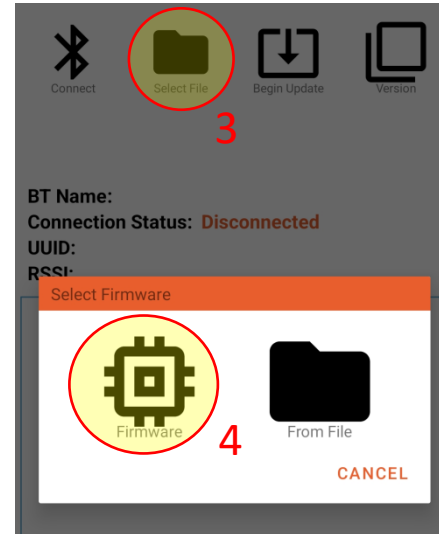 Connect Select File Begin Update Version
3
BT Name:
Connection Status: Disconnected
UUID:
RSSI:
Select Firmware
Firmware From File
4
CANCEL